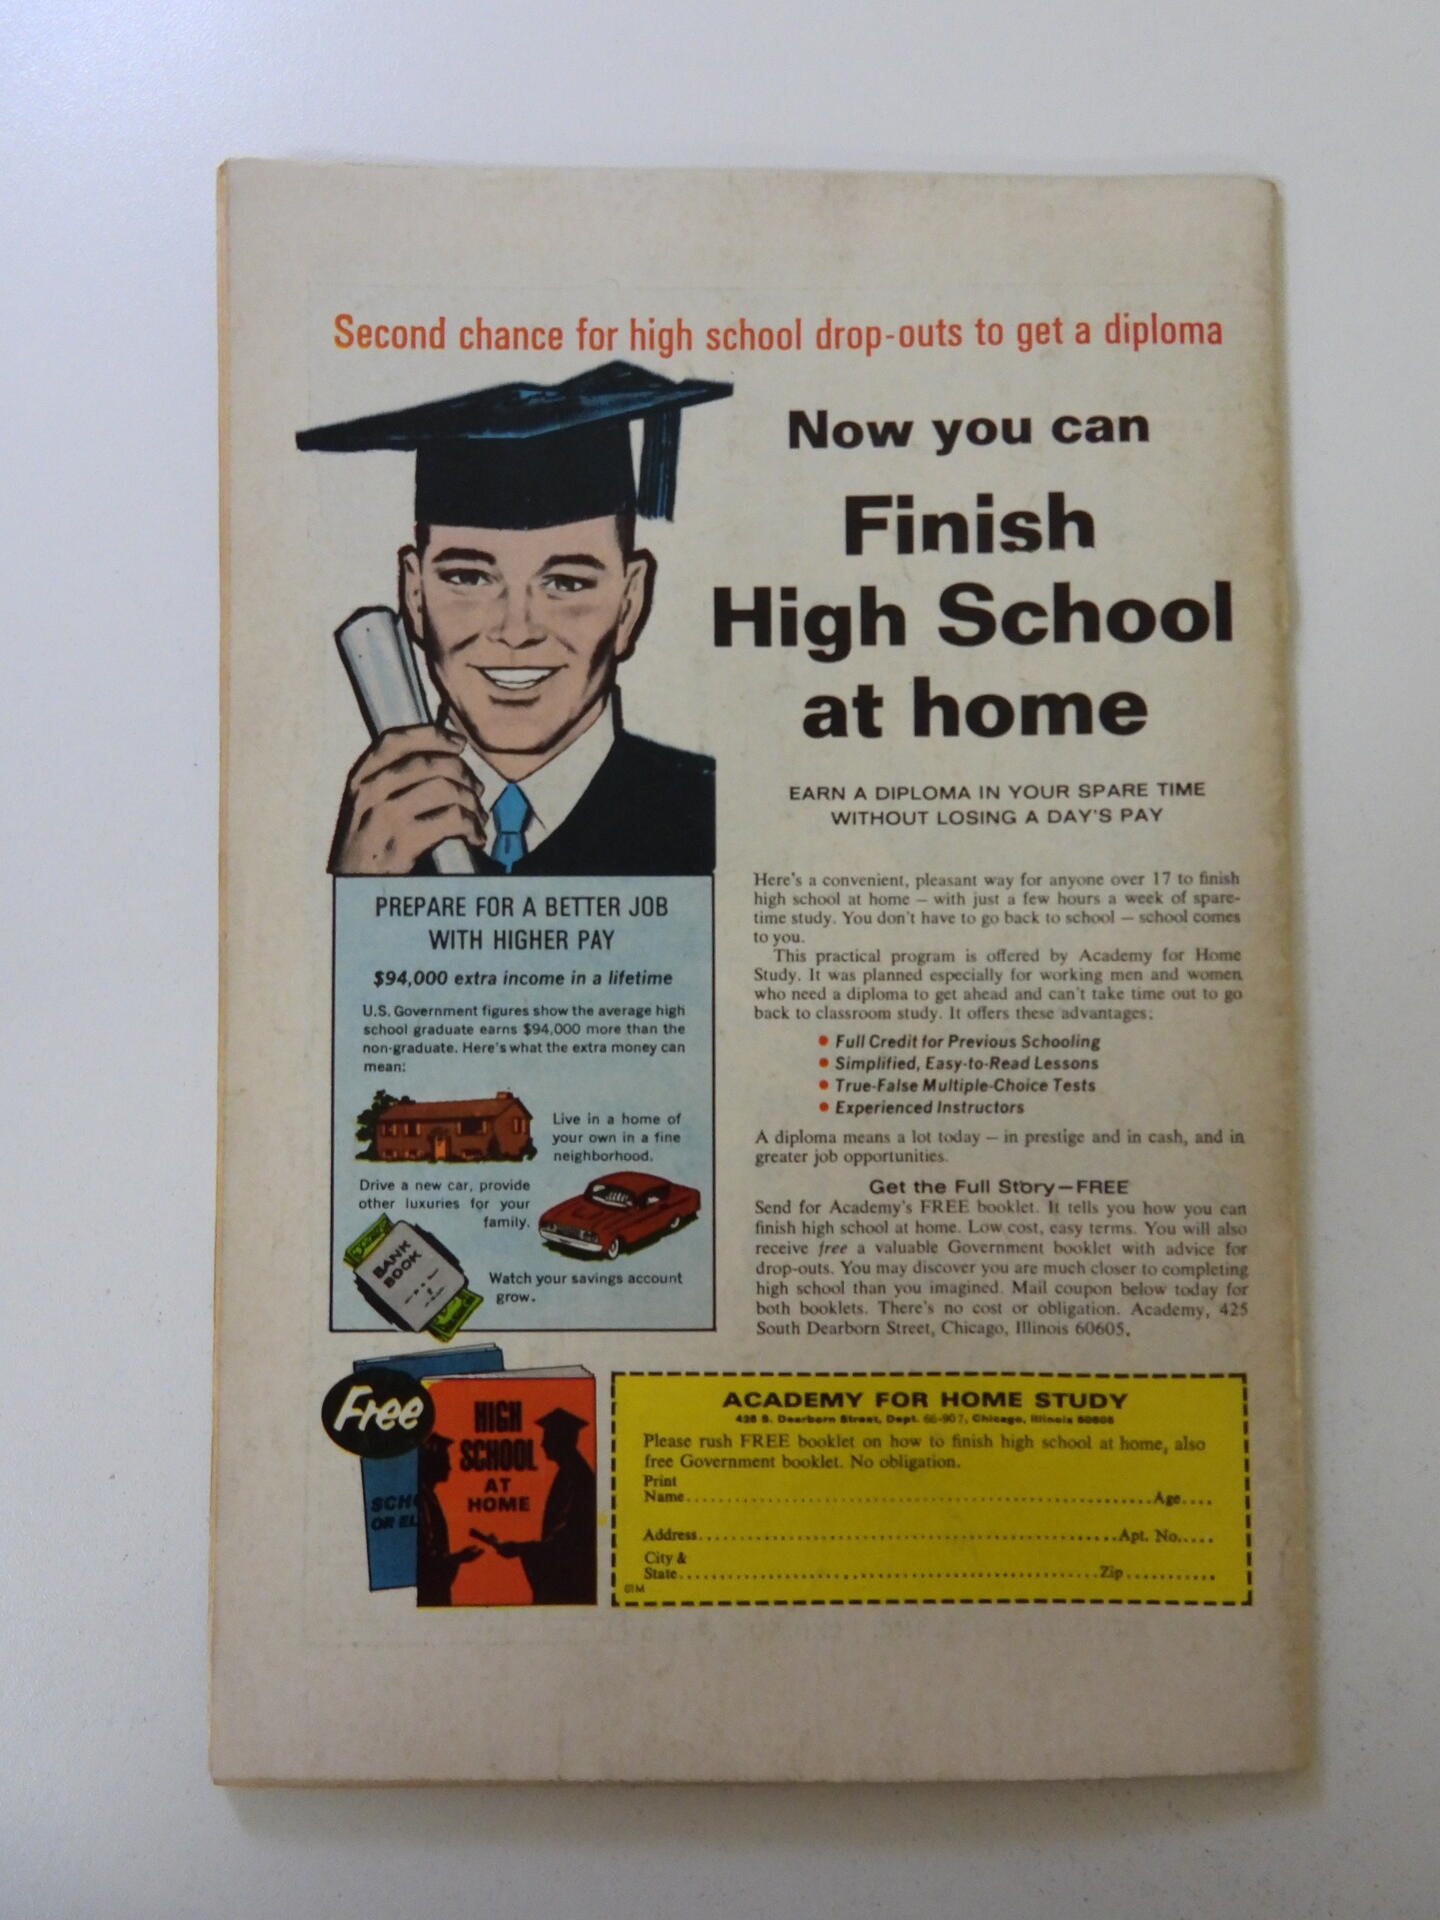 Second chance for high school drop-outs to get a diploma
Now you can
Finish
High School
at home
EARN A DIPLOMA IN YOUR SPARE TIME
WITHOUT LOSING A DAY'S PAY
Here's a convenient, pleasant way for anyone over 17 to finish
high school at home – with just a few hours a week of spare-
time study. You don't have to go back to school – school comes
to you.
This practical program is offered by Academy for Home
Study. It was planned especially for working men and women
who need a diploma to get ahead and can't take time out to go
back to classroom study. It offers these advantages:
• Full Credit for Previous Schooling
• Simplified, Easy-to-Read Lessons
• True-False Multiple-Choice Tests
• Experienced Instructors
A diploma means a lot today – in prestige and in cash, and in
greater job opportunities.
Get the Full Story—FREE
Send for Academy's FREE booklet. It tells you how you can
finish high school at home. Low cost, easy terms. You will also
receive free a valuable Government booklet with advice for
drop-outs. You may discover you are much closer to completing
high school than you imagined. Mail coupon below today for
both booklets. There's no cost or obligation. Academy, 425
South Dearborn Street, Chicago, Illinois 60605.
PREPARE FOR A BETTER JOB
WITH HIGHER PAY
$94,000 extra income in a lifetime
U.S. Government figures show the average high
school graduate earns $94,000 more than the
non-graduate. Here's what the extra money can
mean:
Live in a home of
your own in a fine
neighborhood.
Drive a new car, provide
other luxuries for your
family.
BANK
BOOK
Watch your savings account
grow.
Free
SCHO
OR EL
HIGH
SCHOOL
AT
HOME
ACADEMY FOR HOME STUDY
425 S. Dearborn Street, Dept. 66-907, Chicago, Illinois 60605
Please rush FREE booklet on how to finish high school at home, also
free Government booklet. No obligation.
Print
Name.......................................................Age....
Address..................................................Apt. No.....
City &
State..................................................Zip...........
01M